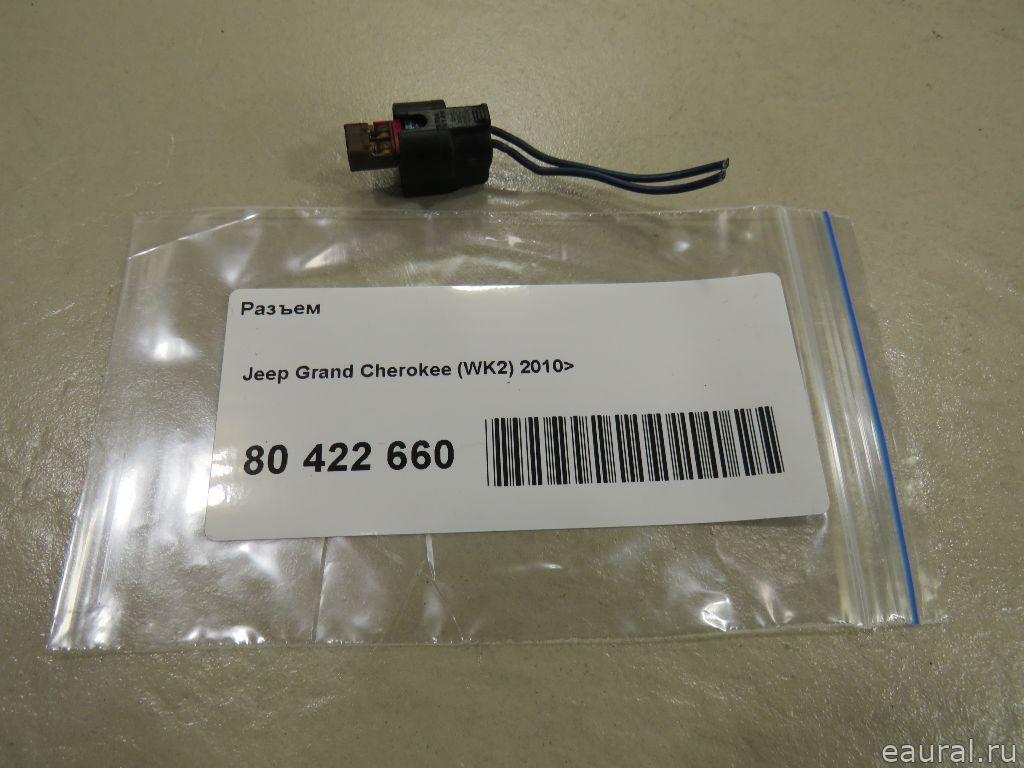 Разъем
Jeep Grand Cherokee (WK2) 2010>
80 422 660
eaural.ru